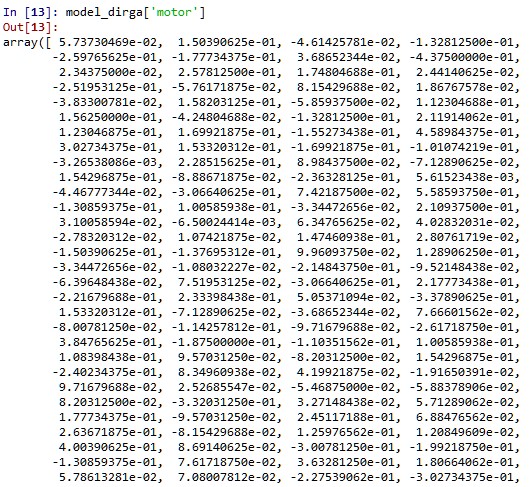 In [13]: model_dirga['motor']
Out[13]:
array([ 5.73730469e-02, 1.50390625e-01, -4.61425781e-02, -1.32812500e-01,
-2.59765625e-01, -1.77734375e-01, 3.68652344e-02, -4.37500000e-01,
2.34375000e-02, 2.57812500e-01, 1.74804688e-01, 2.44140625e-02,
-2.51953125e-01, -5.76171875e-02, 8.15429688e-02, 1.86767578e-02,
-3.83300781e-02, 1.58203125e-01, -5.85937500e-02, 1.12304688e-01,
1.56250000e-01, -4.24804688e-02, -1.32812500e-01, 2.11914062e-01,
1.23046875e-01, 1.69921875e-01, -1.55273438e-01, 4.58984375e-01,
3.02734375e-01, 1.53320312e-01, -1.69921875e-01, -1.01074219e-01,
-3.26538086e-03, 2.28515625e-01, 8.98437500e-02, -7.12890625e-02,
1.54296875e-01, -8.88671875e-02, -2.36328125e-01, 5.61523438e-03,
-4.46777344e-02, -3.06640625e-01, 7.42187500e-02, 5.58593750e-01,
-1.30859375e-01, 1.00585938e-01, -3.34472656e-02, 2.10937500e-01,
3.10058594e-02, -6.50024414e-03, 6.34765625e-02, 4.02832031e-02,
-2.78320312e-02, 1.07421875e-02, 1.47460938e-01, 2.80761719e-02,
-1.50390625e-01, -1.37695312e-01, 9.96093750e-02, 1.28906250e-01,
-3.34472656e-02, -1.08032227e-02, -2.14843750e-01, -9.52148438e-02,
-6.39648438e-02, 7.51953125e-02, -3.06640625e-01, 2.17773438e-01,
-2.21679688e-01, 2.33398438e-01, 5.05371094e-02, -3.37890625e-01,
1.53320312e-01, -7.12890625e-02, -3.68652344e-02, 7.66601562e-02,
-8.00781250e-02, -1.14257812e-01, -9.71679688e-02, -2.61718750e-01,
3.84765625e-01, -1.87500000e-01, -1.10351562e-01, 1.00585938e-01,
1.08398438e-01, 9.57031250e-02, -8.20312500e-02, 1.54296875e-01,
-2.40234375e-01, 8.34960938e-02, 4.19921875e-02, -1.91650391e-02,
9.71679688e-02, 2.52685547e-02, -5.46875000e-02, -5.88378906e-02,
8.20312500e-02, -3.32031250e-01, 3.27148438e-02, 5.71289062e-02,
1.77734375e-01, -9.57031250e-02, 2.45117188e-01, 6.88476562e-02,
2.63671875e-01, -8.15429688e-02, 1.25976562e-01, 1.20849609e-02,
4.00390625e-01, 8.69140625e-02, -3.00781250e-01, -1.99218750e-01,
-1.30859375e-01, 7.61718750e-02, 3.63281250e-01, 1.80664062e-02,
5.78613281e-02, 7.08007812e-02, -2.27539062e-01, -3.02734375e-01,